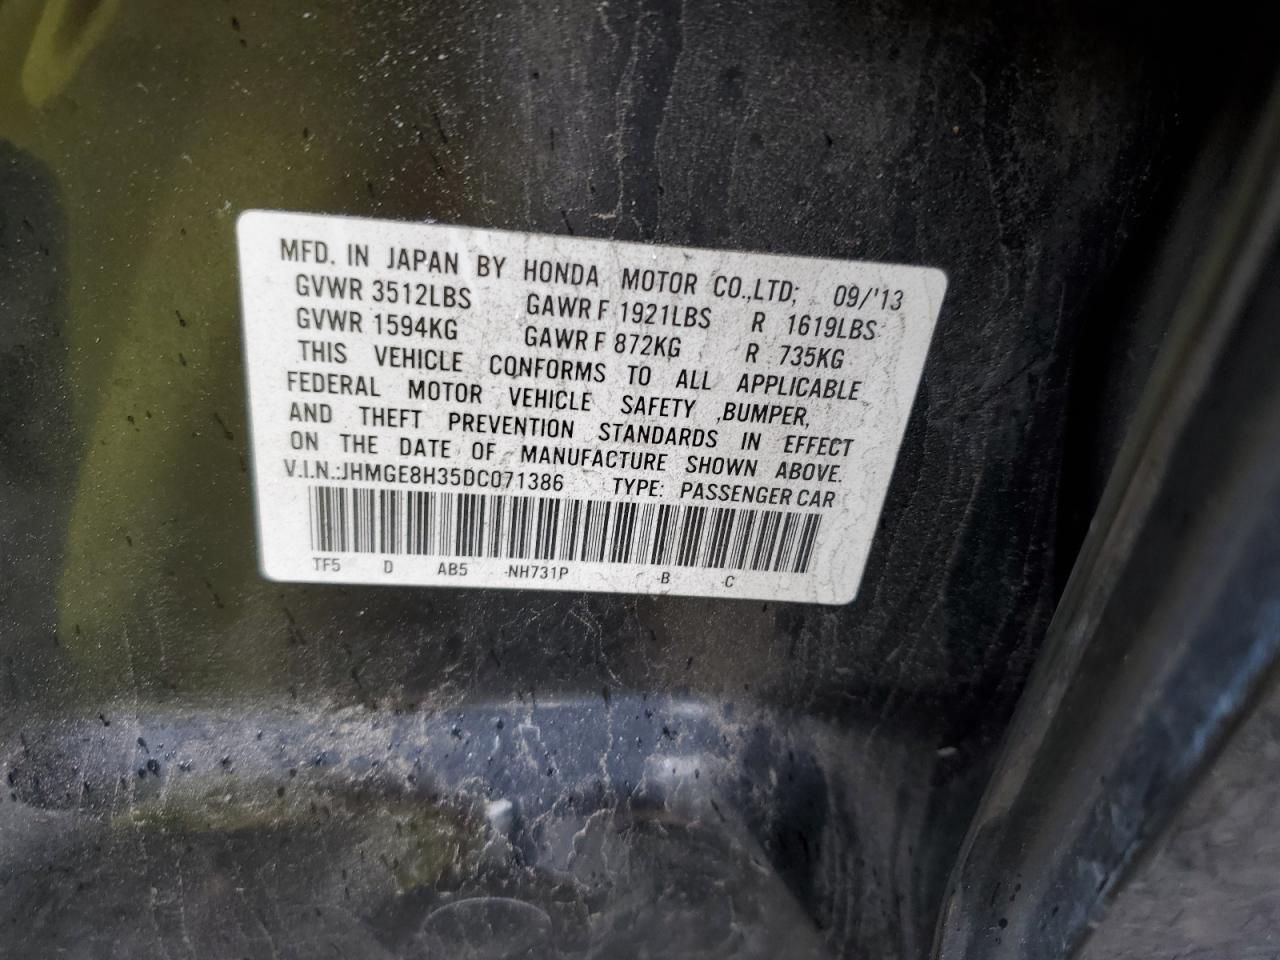 MFD. IN JAPAN BY HONDA MOTOR CO.,LTD; 09/'13
GVWR 3512LBS GAWR F 1921LBS R 1619LBS
GVWR 1594KG GAWR F 872KG R 735KG
THIS VEHICLE CONFORMS TO ALL APPLICABLE
FEDERAL MOTOR VEHICLE SAFETY ,BUMPER,
AND THEFT PREVENTION STANDARDS IN EFFECT
ON THE DATE OF MANUFACTURE SHOWN ABOVE.
V.I.N.:JHMGE8H35DC071386 TYPE: PASSENGER CAR
TF5 D AB5 -NH731P -B -C